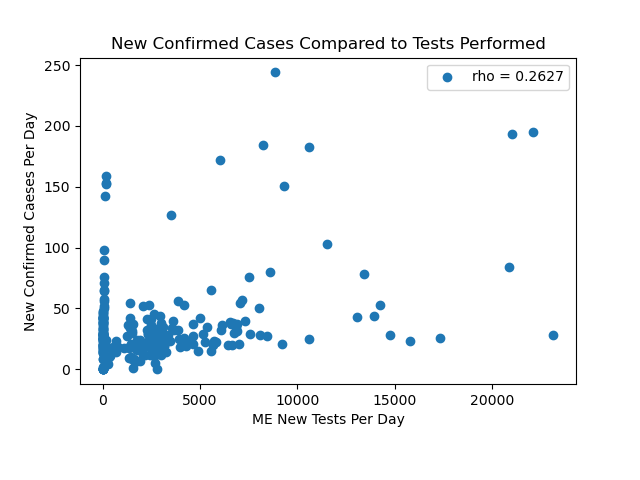 New Confirmed Cases Compared to Tests Performed
rho = 0.2627
250
200
150
100
50
0
New Confirmed Caeses Per Day
0 5000 10000 15000 20000
ME New Tests Per Day